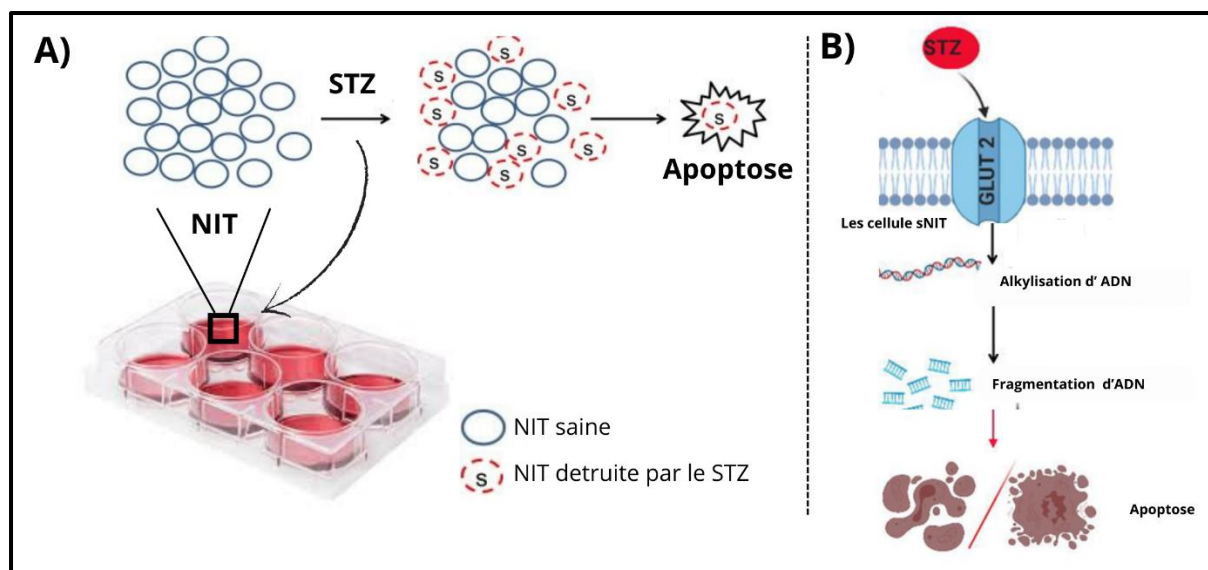 A)
STZ
S
S
S
S
S
S
S
S
S
Apoptose
NIT
NIT saine
S
NIT detruite par le STZ
B)
STZ
GLUT 2
Les cellule sNIT
Alkylisation d' ADN
Fragmentation d'ADN
Apoptose